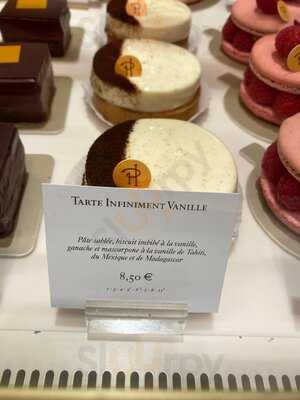 TARTE INFINIMENT VANILLE
Pâte sablée, biscuit imbibé à la vanille,
ganache et mascarpone à la vanille de Tahiti,
du Mexique et de Madagascar
8,50 €
sluurpy